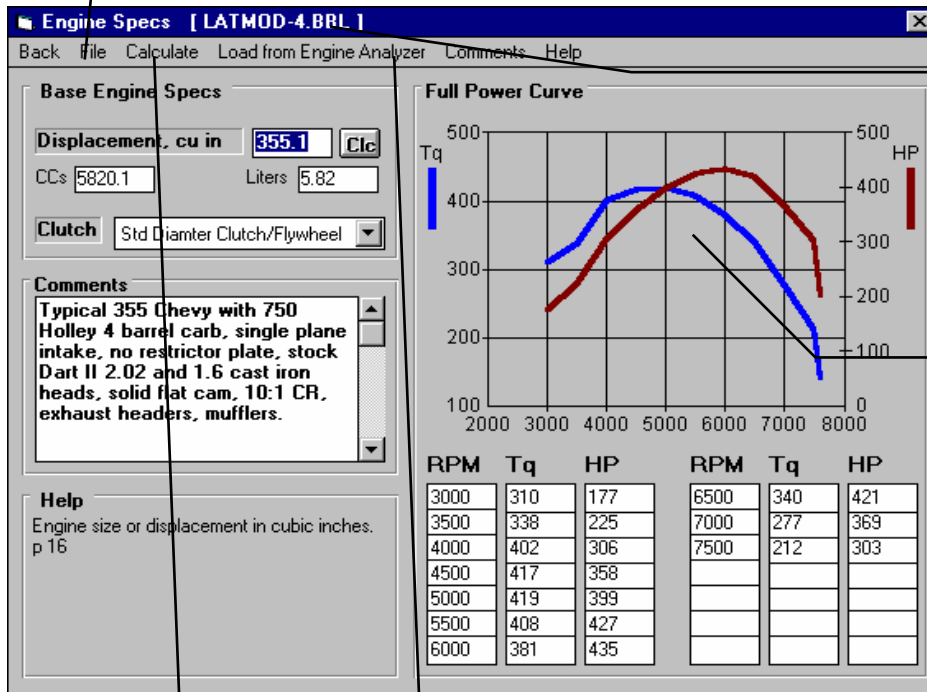 Engine Specs [ LATMOD-4.BRL ]
Back File Calculate Load from Engine Analyzer Comments Help
Base Engine Specs
Displacement, cu in 355.1 Clc
CCs 5820.1 Liters 5.82
Clutch Std Diamter Clutch/Flywheel
Comments
Typical 355 Chevy with 750
Holley 4 barrel carb, single plane
intake, no restrictor plate, stock
Dart II 2.02 and 1.6 cast iron
heads, solid flat cam, 10:1 CR,
exhaust headers, mufflers.
Help
Engine size or displacement in cubic inches.
p 16
Full Power Curve
Tq HP
500 500
400 400
300 300
200 200
100 100
0
2000 3000 4000 5000 6000 7000 8000
RPM Tq HP RPM Tq HP
3000 310 177 6500 340 421
3500 338 225 7000 277 369
4000 402 306 7500 212 303
4500 417 358
5000 419 399
5500 408 427
6000 381 435